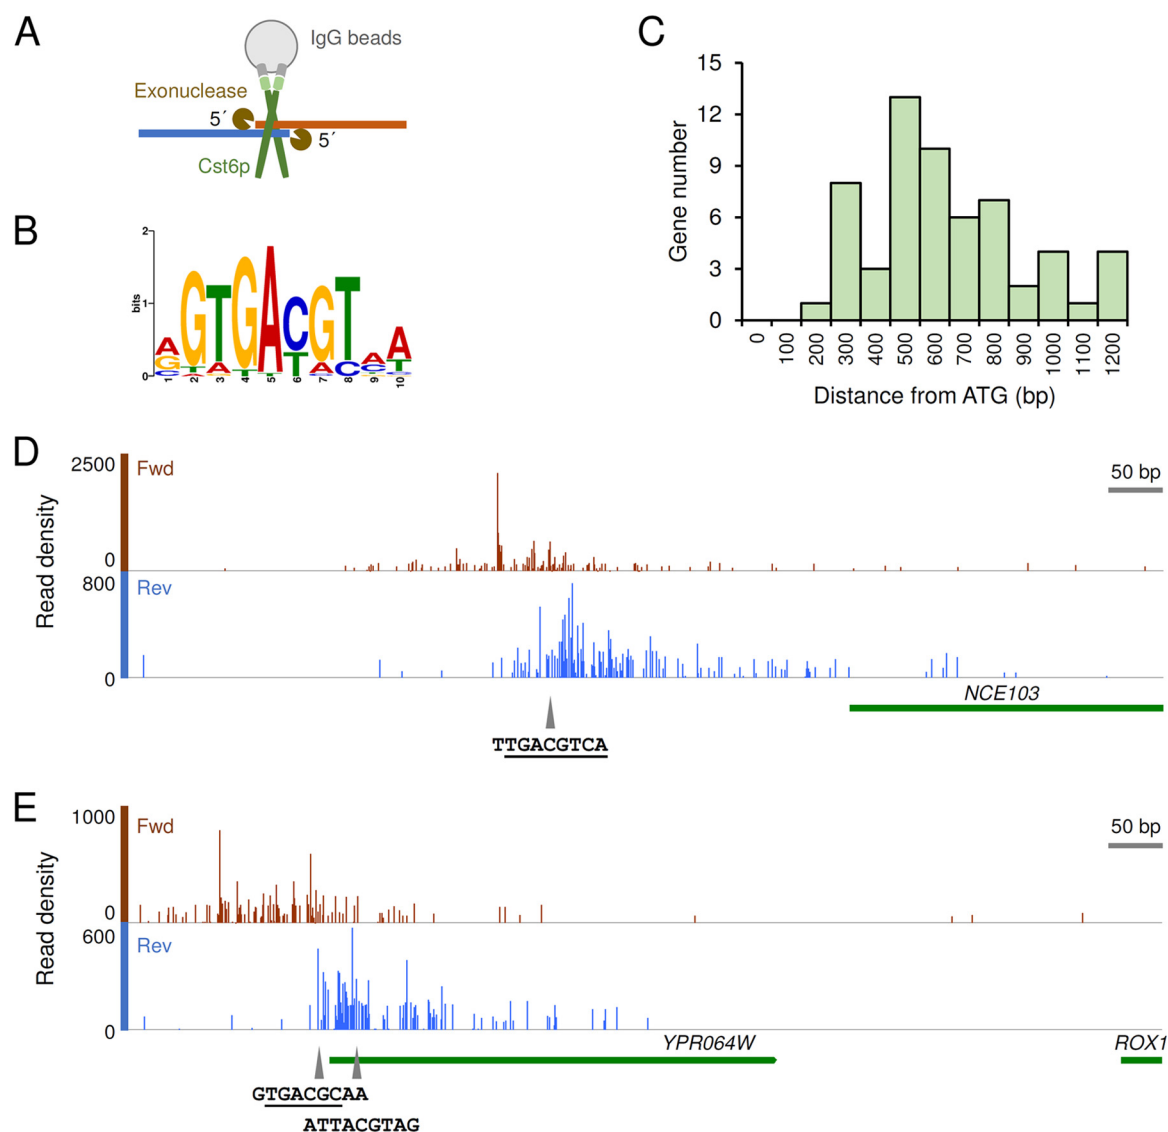 A
IgG beads
Exonuclease
5´
5´
Cst6p
B
2
1
0
bits
AGTGACGTAA
G TATTAC CT
C A C
1 2 3 4 5 6 7 8 9 10
C
15
12
9
6
3
0
Gene number
0 100 200 300 400 500 600 700 800 900 1000 1100 1200
Distance from ATG (bp)
D
2500
Fwd
50 bp
0
Read density
800
Rev
0
NCE103
TTGACGTCA
E
1000
Fwd
50 bp
0
Read density
600
Rev
0
YPR064W
ROX1
GTGACGCAA
ATTACGTAG